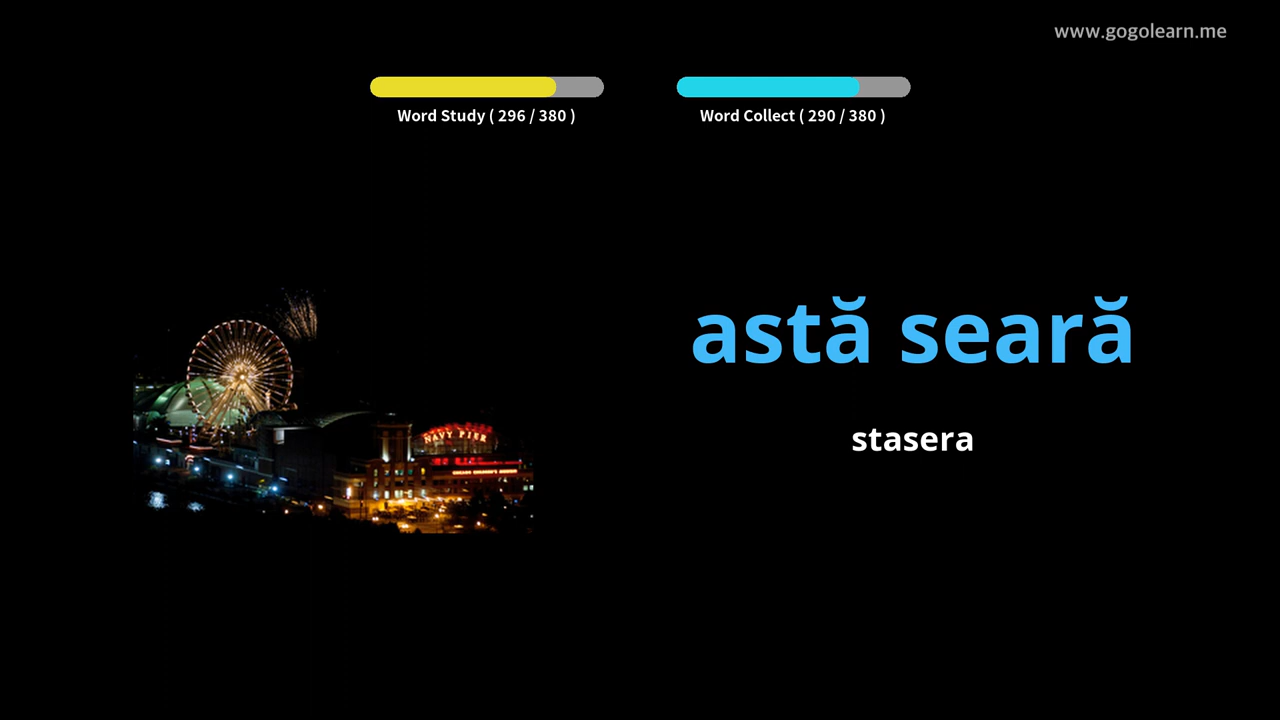 www.gogolearn.me
Word Study ( 296 / 380 )
Word Collect ( 290 / 380 )
astă seară
stasera
NAVY PIER